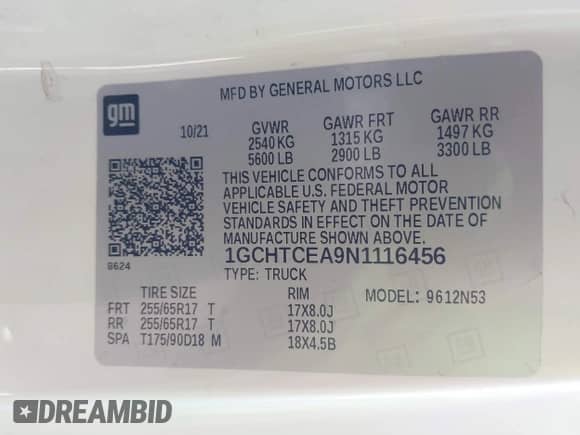 MFD BY GENERAL MOTORS LLC
gm
10/21
GVWR GAWR FRT GAWR RR
2540 KG 1315 KG 1497 KG
5600 LB 2900 LB 3300 LB
THIS VEHICLE CONFORMS TO ALL
APPLICABLE U.S. FEDERAL MOTOR
VEHICLE SAFETY AND THEFT PREVENTION
STANDARDS IN EFFECT ON THE DATE OF
MANUFACTURE SHOWN ABOVE.
8624
1GCHTCEA9N1116456
TYPE: TRUCK
TIRE SIZE RIM MODEL: 9612N53
FRT 255/65R17 T 17X8.0J
RR 255/65R17 T 17X8.0J
SPA T175/90D18 M 18X4.5B
DREAMBID